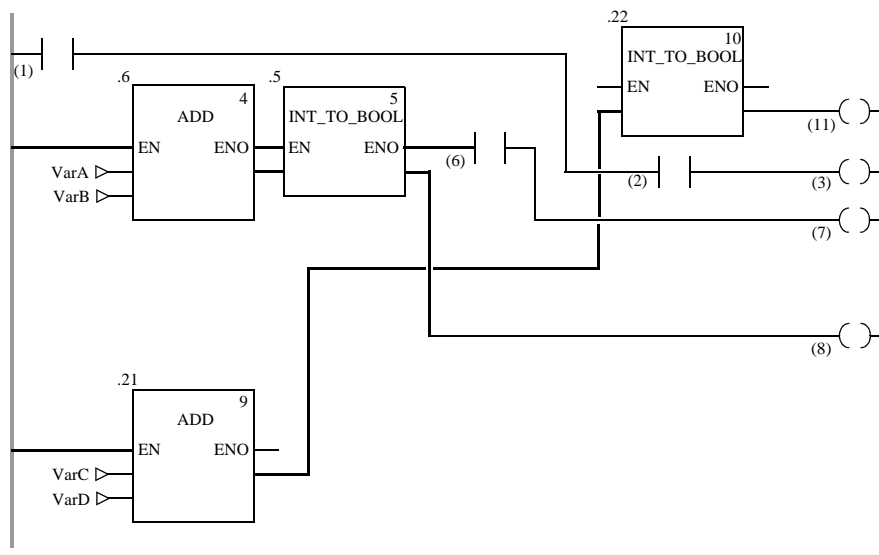 .22
10
INT_TO_BOOL
EN ENO
(11)
(1)
.6
4
ADD
EN ENO
VarA
VarB
.5
5
INT_TO_BOOL
EN ENO
(6)
(2)
(3)
(7)
(8)
.21
9
ADD
EN ENO
VarC
VarD